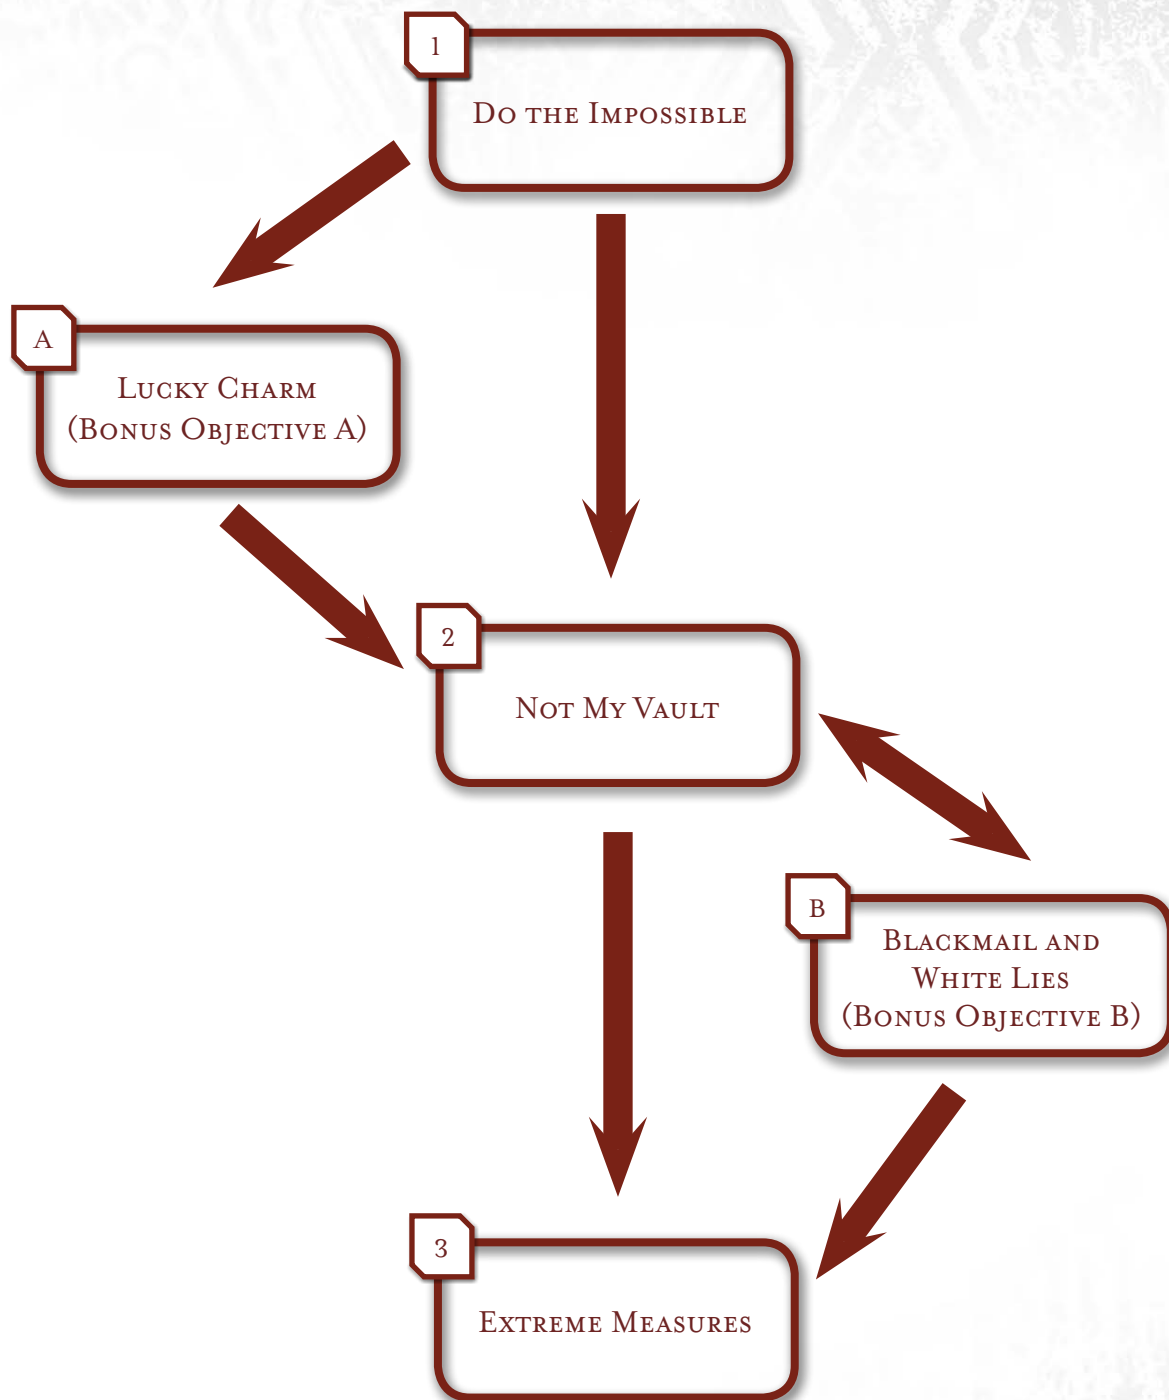 1
Do the Impossible
A
Lucky Charm
(Bonus Objective A)
2
Not My Vault
B
Blackmail and
White Lies
(Bonus Objective B)
3
Extreme Measures